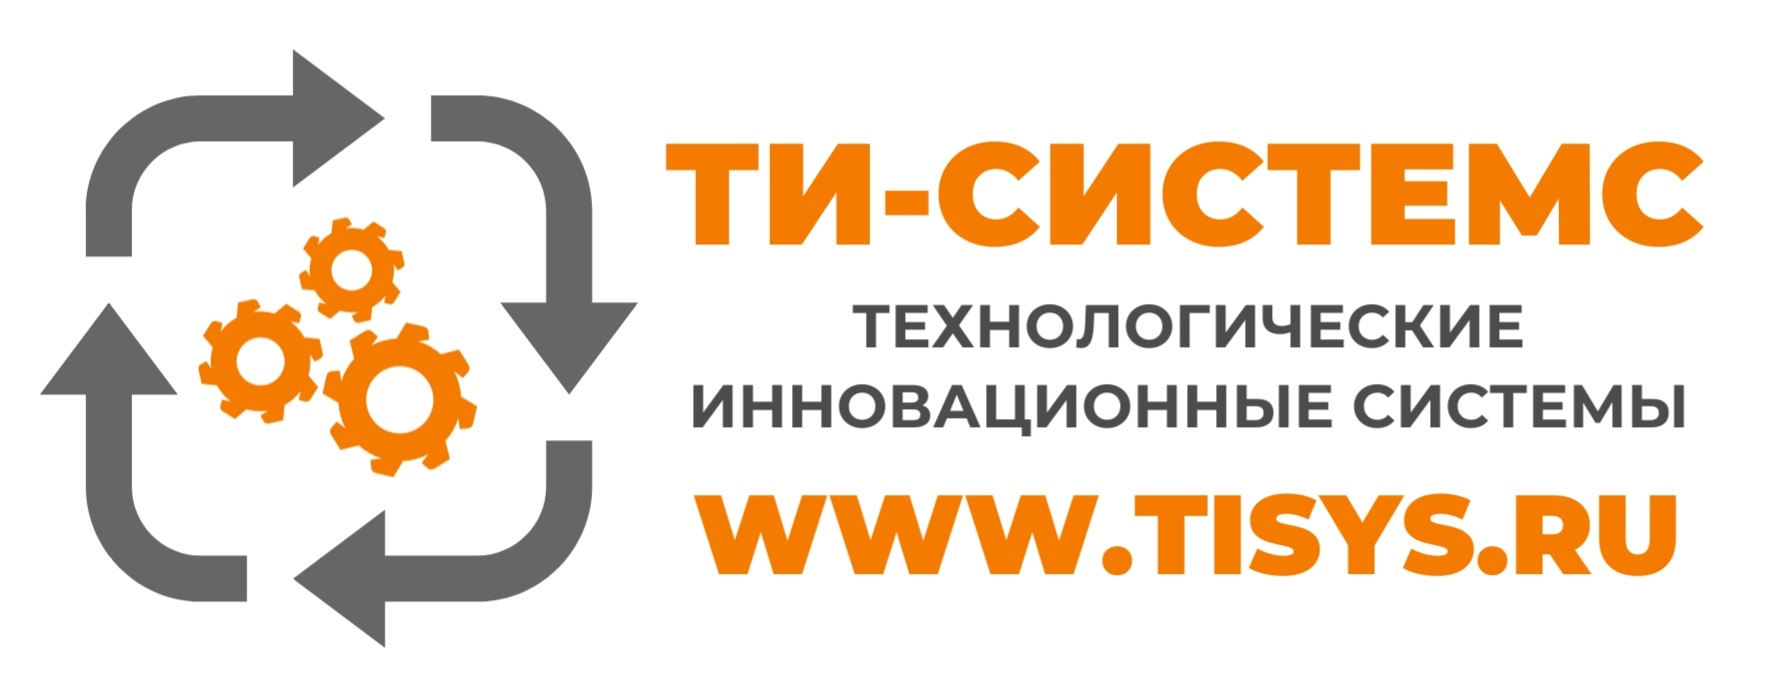 ТИ-СИСТЕМС
ТЕХНОЛОГИЧЕСКИЕ
ИННОВАЦИОННЫЕ СИСТЕМЫ
WWW.TISYS.RU